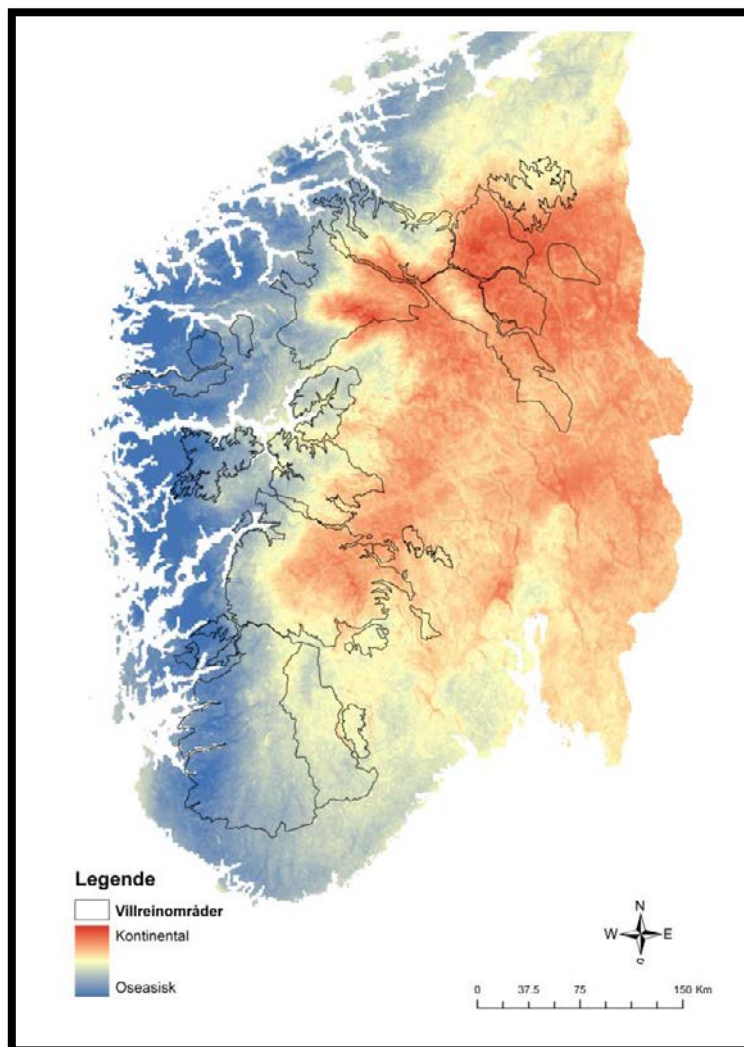 Legende
Villreinområder
Kontinental
Oseasisk
N
W E
S
0 37.5 75 150 Km